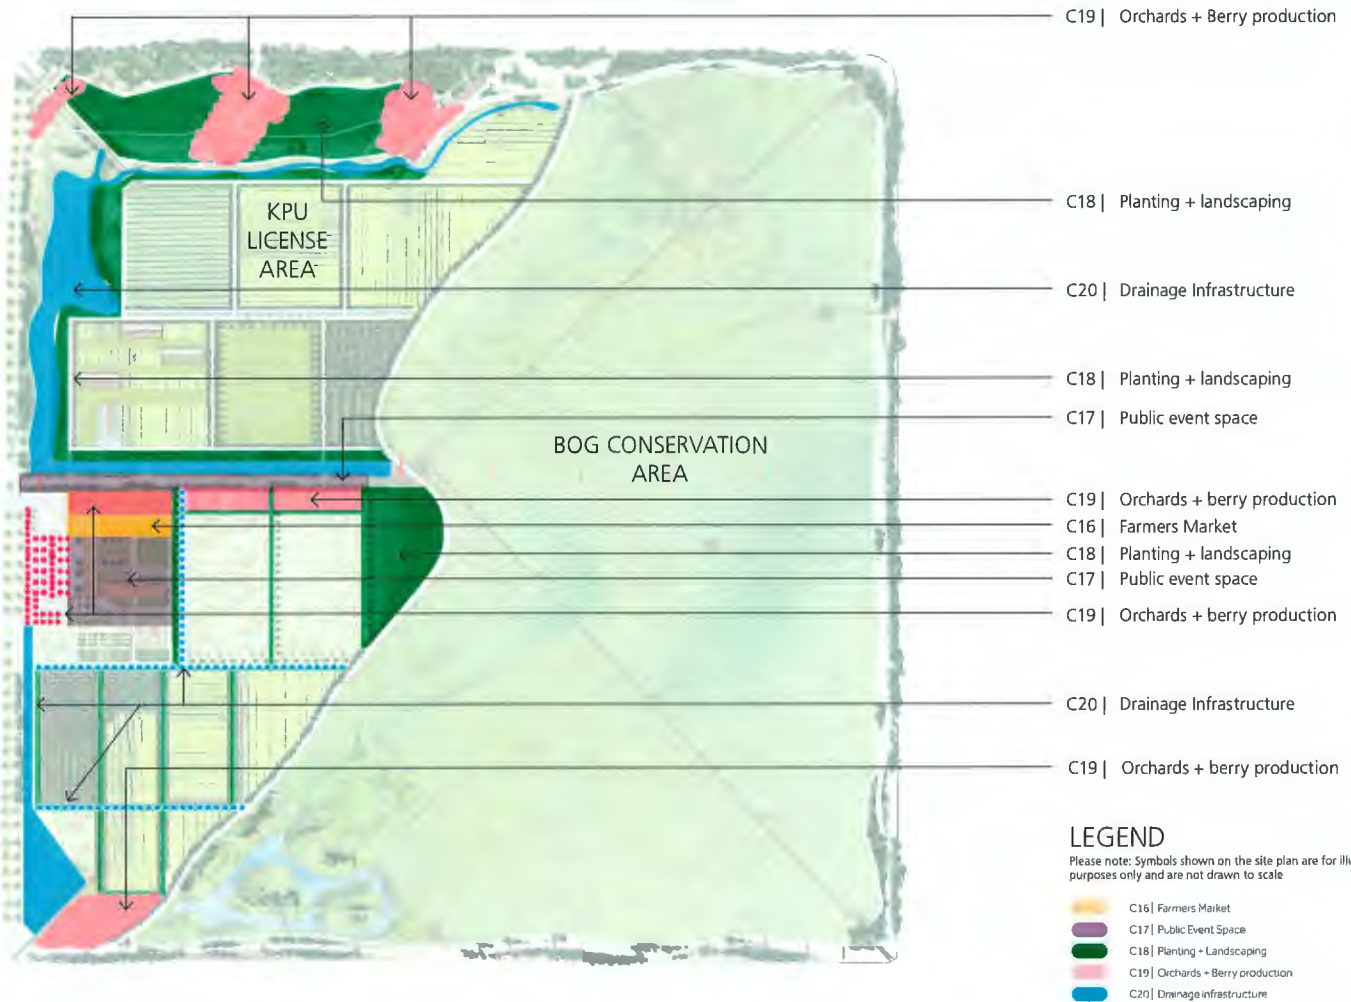 C19 | Orchards + Berry production
C18 | Planting + landscaping
KPU
LICENSE
AREA
C20 | Drainage Infrastructure
C18 | Planting + landscaping
C17 | Public event space
BOG CONSERVATION
AREA
C19 | Orchards + berry production
C16 | Farmers Market
C18 | Planting + landscaping
C17 | Public event space
C19 | Orchards + berry production
C20 | Drainage Infrastructure
C19 | Orchards + berry production
LEGEND
Please note: Symbols shown on the site plan are for
purposes only and are not drawn to scale
C16 | Farmers Market
C17 | Public Event Space
C18 | Planting + Landscaping
C19 | Orchards + Berry production
C20 | Drainage infrastructure